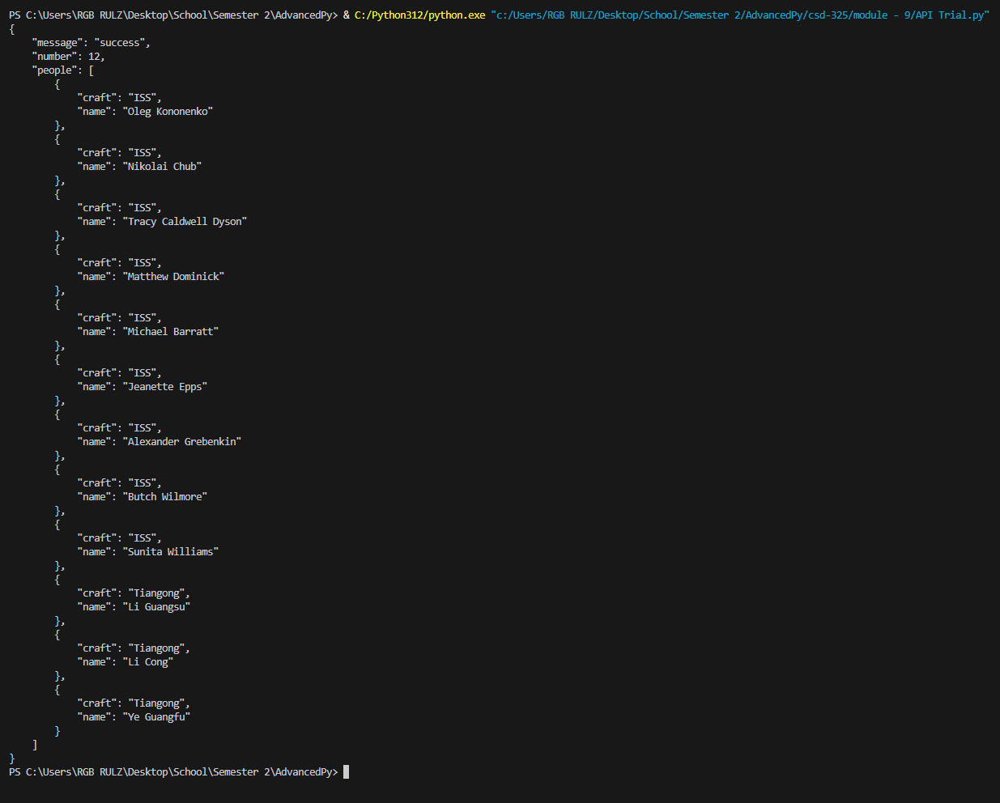 PS C:\Users\RGB RULZ\Desktop\School\Semester 2\AdvancedPy> & C:/Python312/python.exe "c:/Users/RGB RULZ/Desktop/School/Semester 2/AdvancedPy/csd-325/module - 9/API Trial.py"
{
    "message": "success",
    "number": 12,
    "people": [
        {
            "craft": "ISS",
            "name": "Oleg Kononenko"
        },
        {
            "craft": "ISS",
            "name": "Nikolai Chub"
        },
        {
            "craft": "ISS",
            "name": "Tracy Caldwell Dyson"
        },
        {
            "craft": "ISS",
            "name": "Matthew Dominick"
        },
        {
            "craft": "ISS",
            "name": "Michael Barratt"
        },
        {
            "craft": "ISS",
            "name": "Jeanette Epps"
        },
        {
            "craft": "ISS",
            "name": "Alexander Grebenkin"
        },
        {
            "craft": "ISS",
            "name": "Butch Wilmore"
        },
        {
            "craft": "ISS",
            "name": "Sunita Williams"
        },
        {
            "craft": "Tiangong",
            "name": "Li Guangsu"
        },
        {
            "craft": "Tiangong",
            "name": "Li Cong"
        },
        {
            "craft": "Tiangong",
            "name": "Ye Guangfu"
        }
    ]
}
PS C:\Users\RGB RULZ\Desktop\School\Semester 2\AdvancedPy>